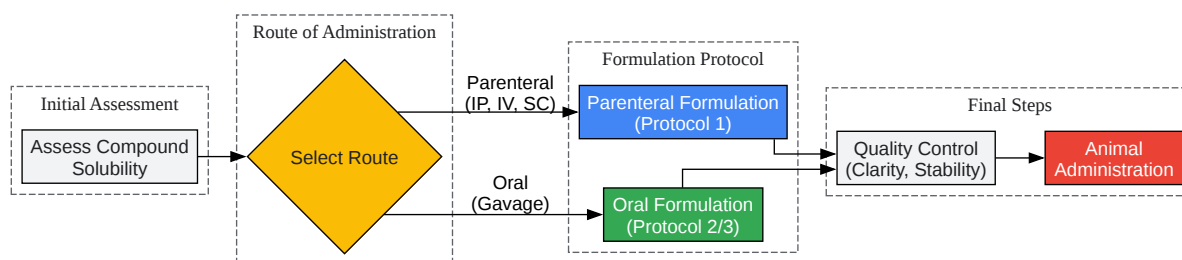 Initial Assessment
Assess Compound
Solubility
Route of Administration
Select Route
Parenteral
(IP, IV, SC)
Oral
(Gavage)
Formulation Protocol
Parenteral Formulation
(Protocol 1)
Oral Formulation
(Protocol 2/3)
Final Steps
Quality Control
(Clarity, Stability)
Animal
Administration